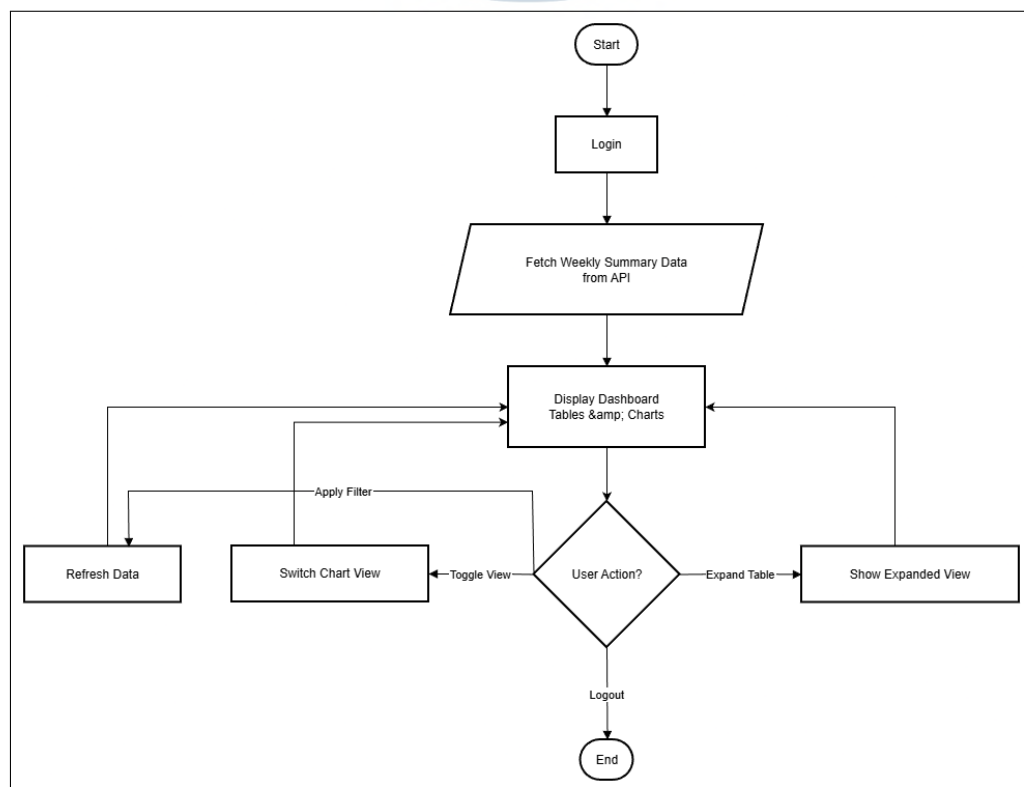 Start
Login
Fetch Weekly Summary Data
from API
Display Dashboard
Tables &amp; Charts
Apply Filter
Refresh Data
Switch Chart View
Toggle View
User Action?
Expand Table
Show Expanded View
Logout
End